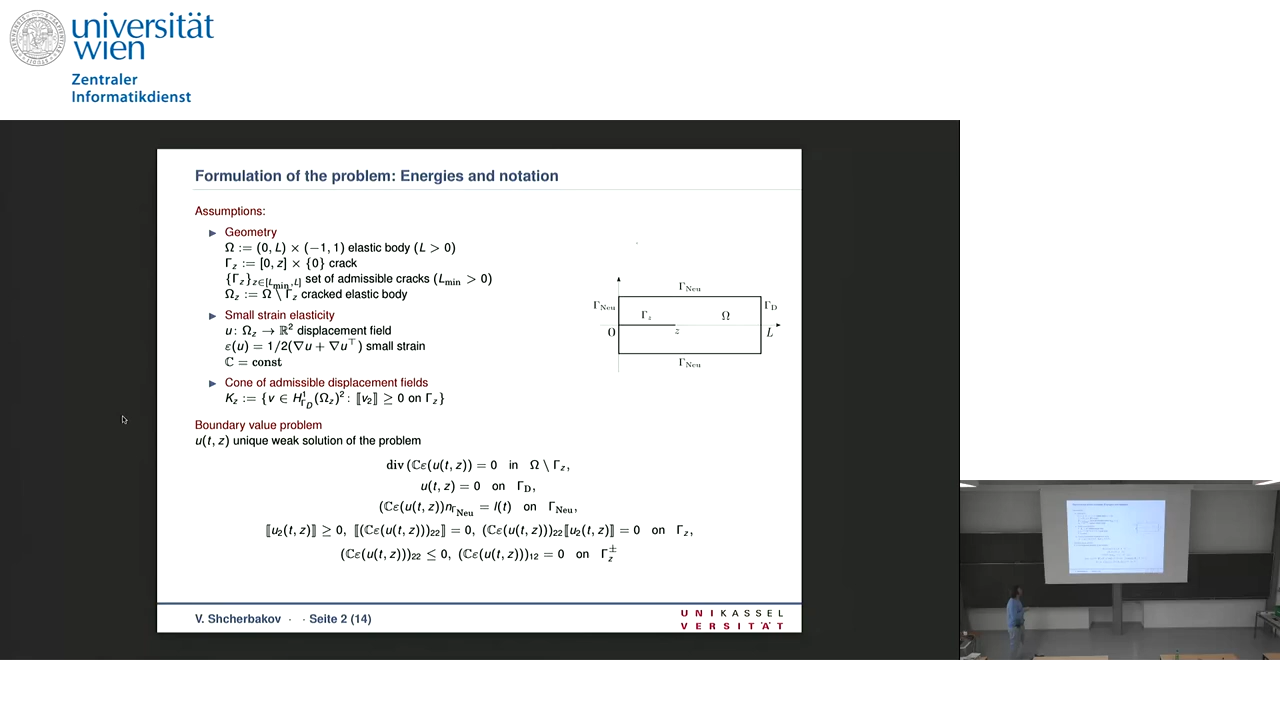 universität
wien
Zentraler
Informatikdienst
Formulation of the problem: Energies and notation
Assumptions:
Geometry
Ω := (0, L) × (−1, 1) elastic body (L > 0)
Γ_z := [0, z] × {0} crack
{Γ_z}_{z∈[L_min, L]} set of admissible cracks (L_min > 0)
Ω_z := Ω \ Γ_z cracked elastic body
Small strain elasticity
u: Ω_z → ℝ² displacement field
ε(u) = 1/2(∇u + ∇u^⊤) small strain
ℂ = const
Cone of admissible displacement fields
K_z := {v ∈ H¹_{Γ_D}(Ω_z)² : ⟦v₂⟧ ≥ 0 on Γ_z}
Γ_Neu
Γ_Neu
Γ_D
Γ_z
Ω
0
z
L
Γ_Neu
Boundary value problem
u(t, z) unique weak solution of the problem
div (ℂε(u(t, z)) = 0 in Ω \ Γ_z,
u(t, z) = 0 on Γ_D,
(ℂε(u(t, z))n_{Γ_Neu} = l(t) on Γ_Neu,
⟦u₂(t, z)⟧ ≥ 0, ⟦(ℂε(u(t, z)))₂₂⟧ = 0, (ℂε(u(t, z)))₂₂⟦u₂(t, z)⟧ = 0 on Γ_z,
(ℂε(u(t, z)))₂₂ ≤ 0, (ℂε(u(t, z)))₁₂ = 0 on Γ_z^±
V. Shcherbakov · · Seite 2 (14)
UNIKASSEL
VERSITÄT